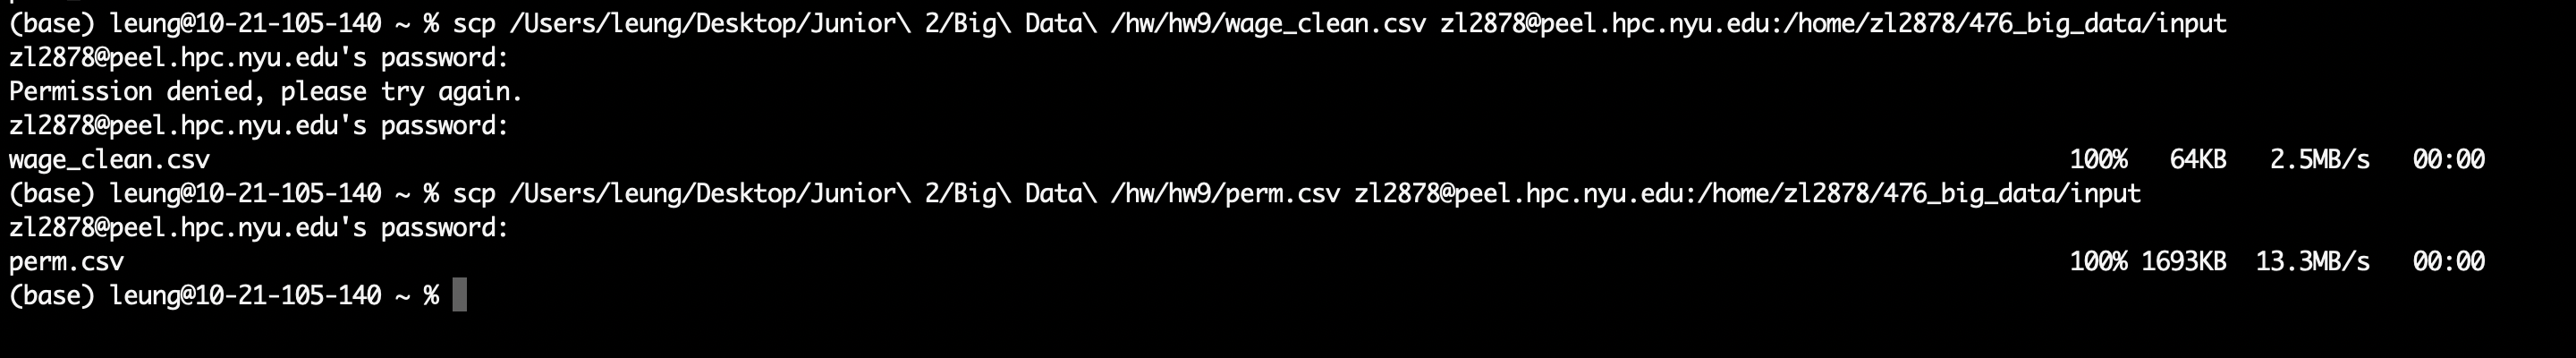 (base) leung@10-21-105-140 ~ % scp /Users/leung/Desktop/Junior\ 2/Big\ Data\ /hw/hw9/wage_clean.csv zl2878@peel.hpc.nyu.edu:/home/zl2878/476_big_data/input
zl2878@peel.hpc.nyu.edu's password:
Permission denied, please try again.
zl2878@peel.hpc.nyu.edu's password:
wage_clean.csv 100% 64KB 2.5MB/s 00:00
(base) leung@10-21-105-140 ~ % scp /Users/leung/Desktop/Junior\ 2/Big\ Data\ /hw/hw9/perm.csv zl2878@peel.hpc.nyu.edu:/home/zl2878/476_big_data/input
zl2878@peel.hpc.nyu.edu's password:
perm.csv 100% 1693KB 13.3MB/s 00:00
(base) leung@10-21-105-140 ~ %